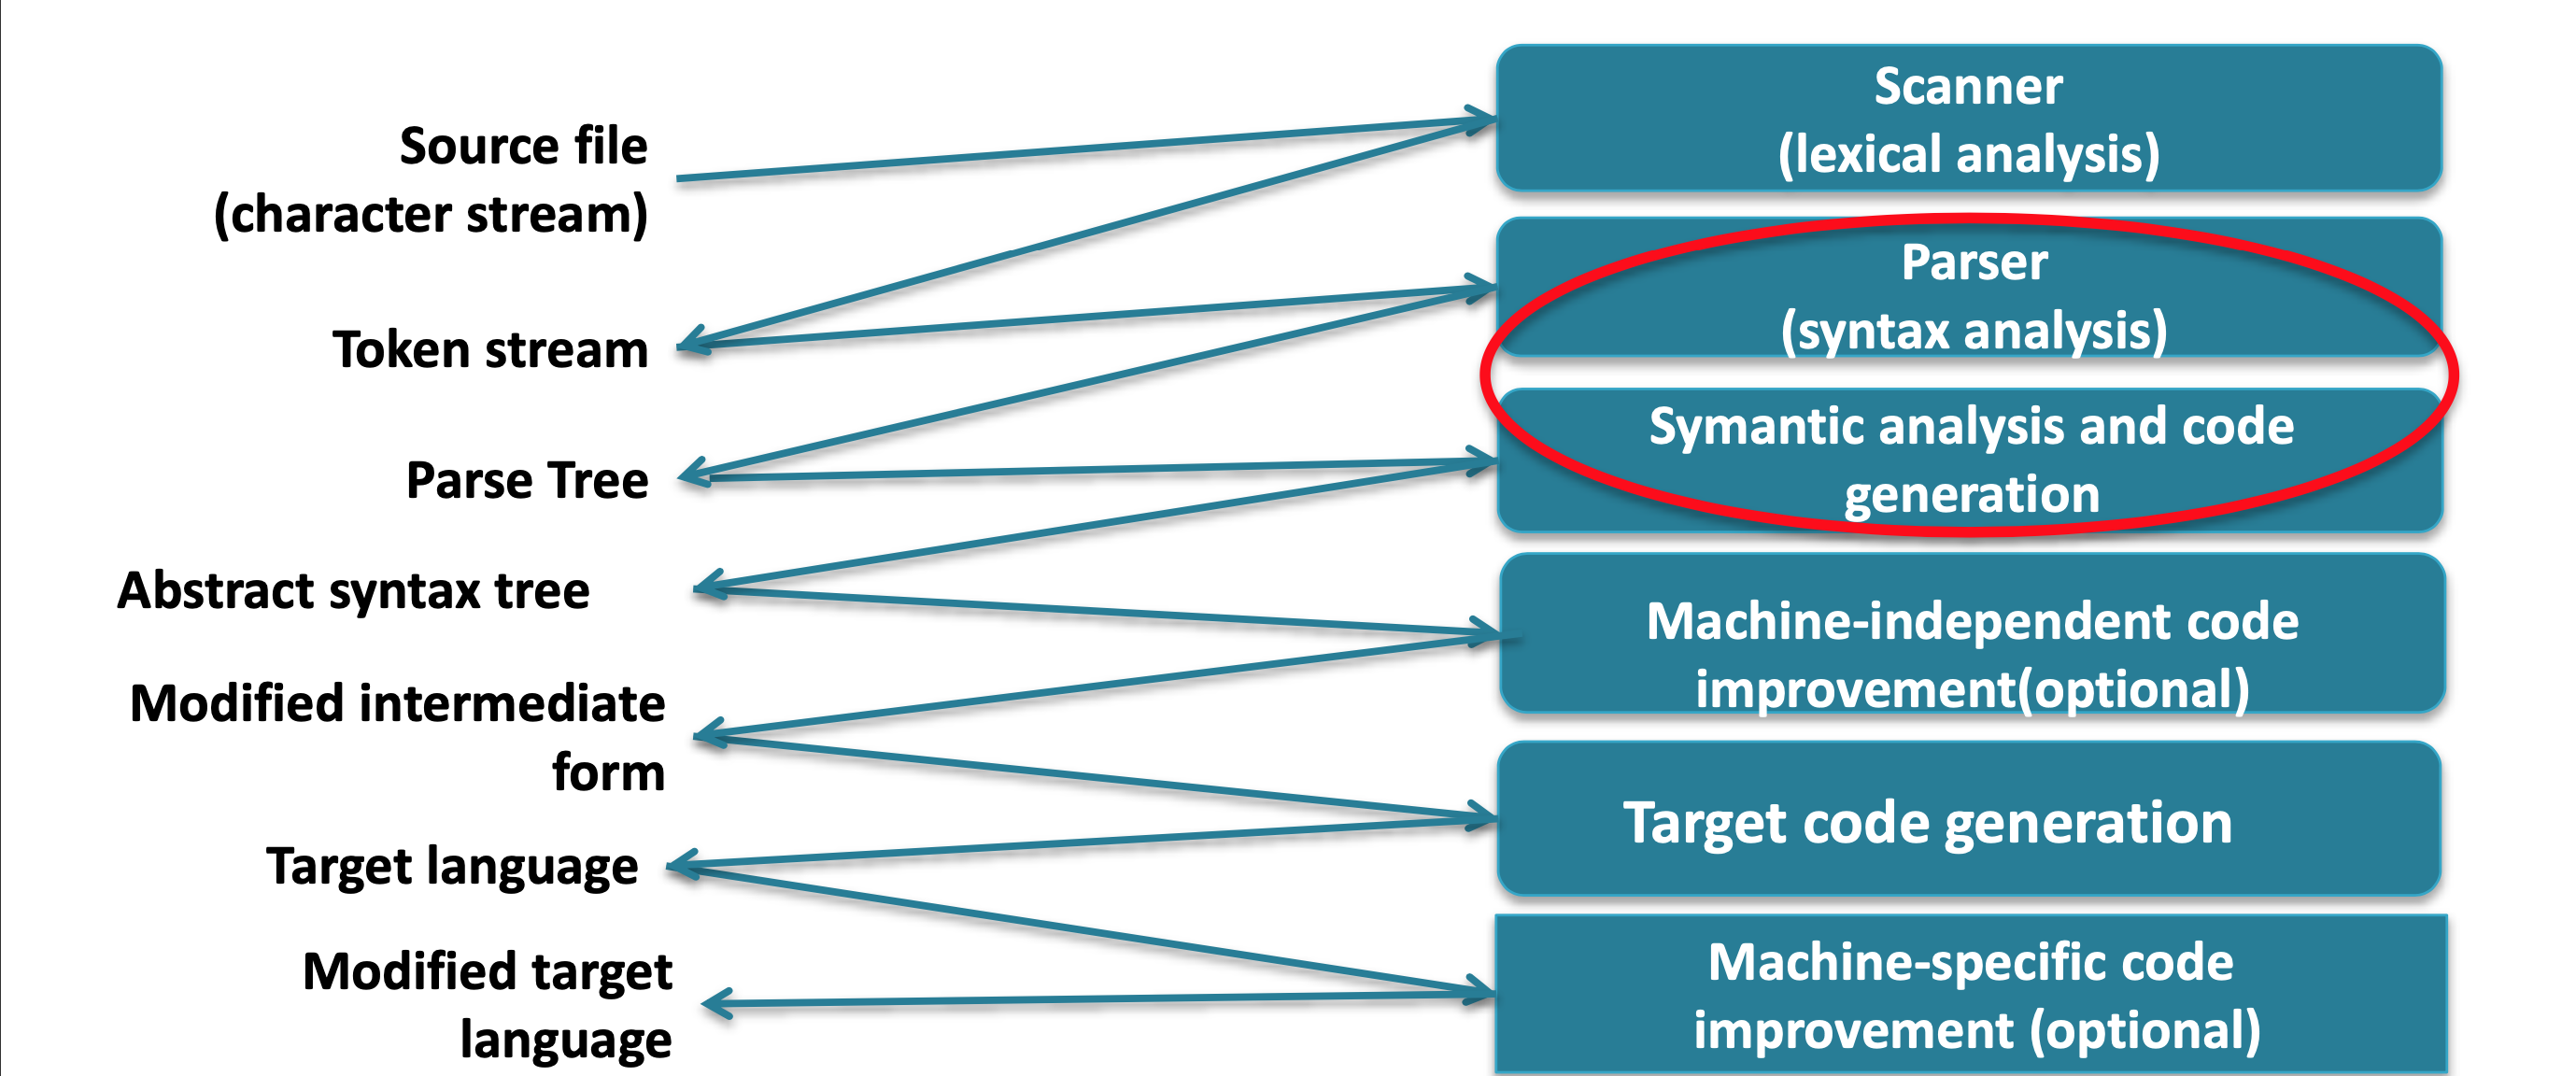 Source file
(character stream)
Token stream
Parse Tree
Abstract syntax tree
Modified intermediate
form
Target language
Modified target
language
Scanner
(lexical analysis)
Parser
(syntax analysis)
Symantic analysis and code
generation
Machine-independent code
improvement(optional)
Target code generation
Machine-specific code
improvement (optional)